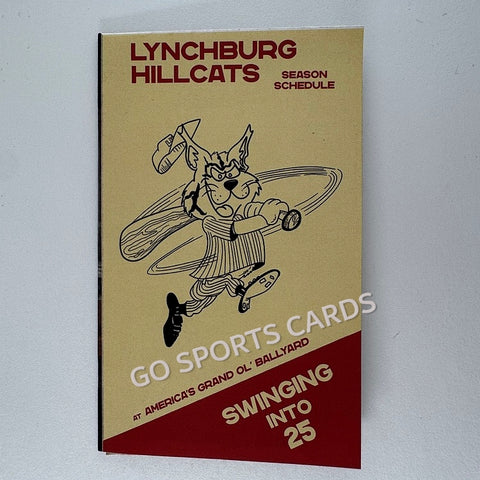 LYNCHBURG
HILLCATS
SEASON
SCHEDULE
GO SPORTS CARDS
AT AMERICA'S GRAND OL' BALLYARD
SWINGING
INTO
25